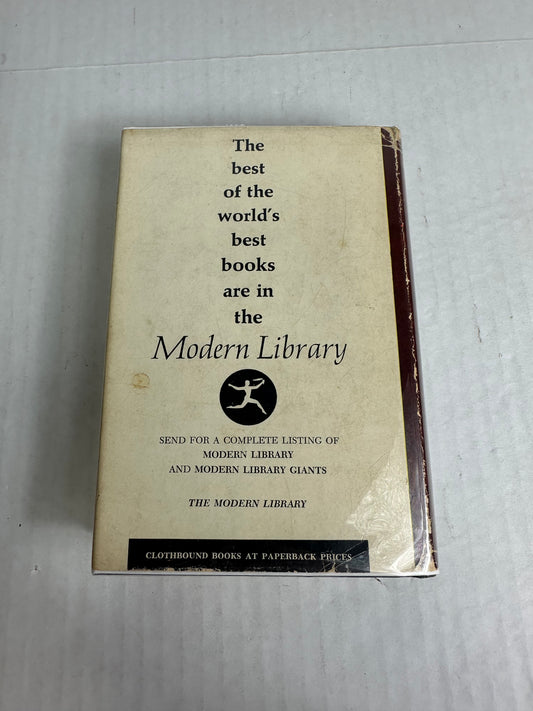 The
best
of the
world's
best
books
are in
the
Modern Library
SEND FOR A COMPLETE LISTING OF
MODERN LIBRARY
AND MODERN LIBRARY GIANTS
THE MODERN LIBRARY
CLOTHBOUND BOOKS AT PAPERBACK PRICES